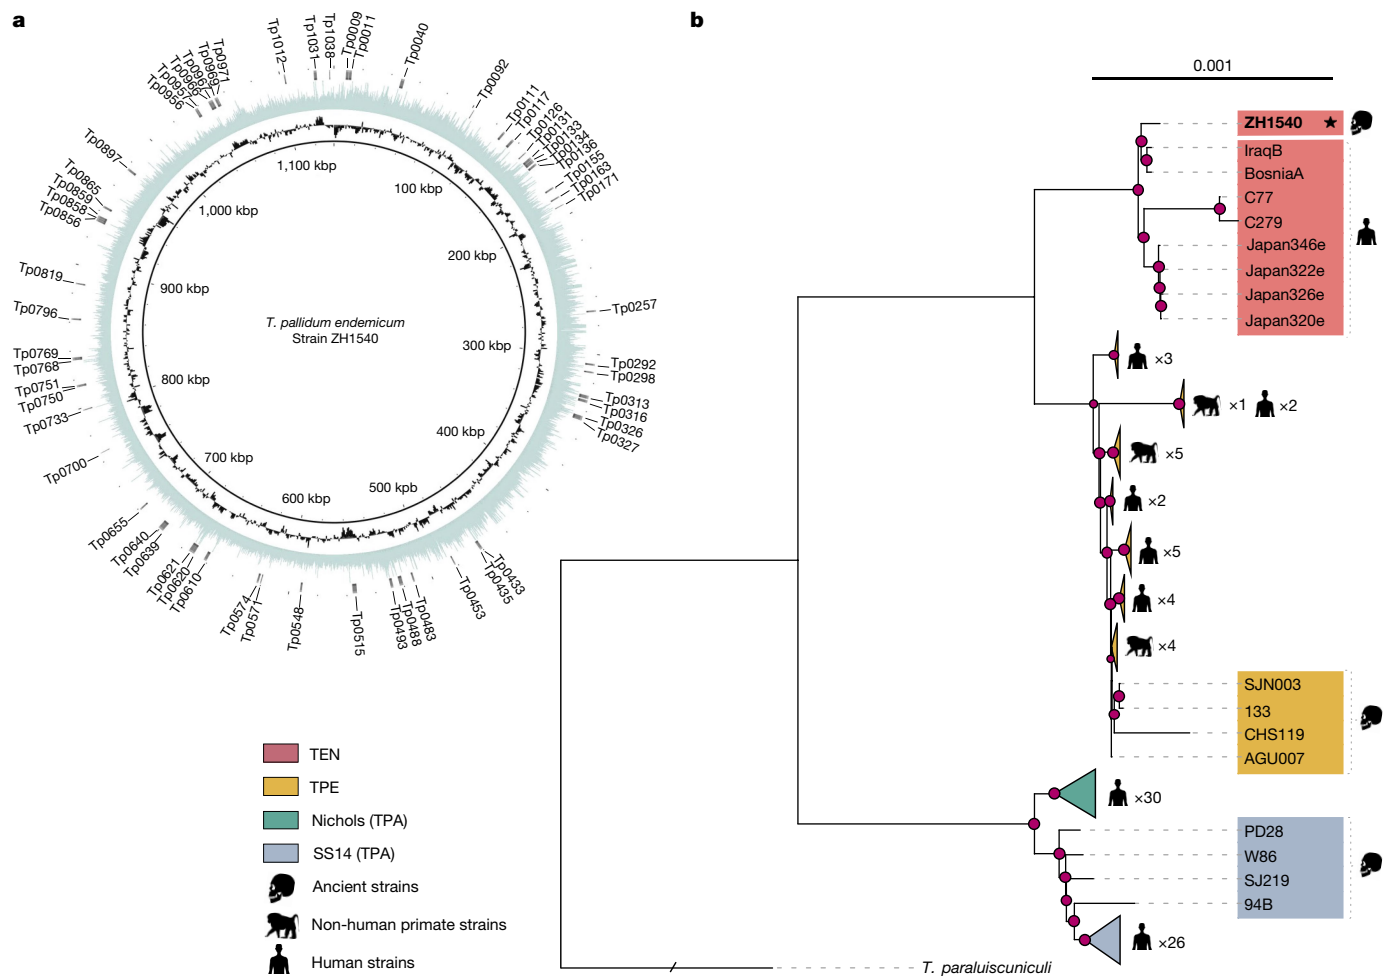 a
Tp1012
Tp1031
Tp1038
Tp0009
Tp0011
Tp0040
Tp0092
Tp0111
Tp0117
Tp0126
Tp0131
Tp0133
Tp0134
Tp0136
Tp0155
Tp0163
Tp0171
Tp0257
Tp0292
Tp0298
Tp0313
Tp0316
Tp0326
Tp0327
Tp0433
Tp0435
Tp0453
Tp0483
Tp0488
Tp0493
Tp0515
Tp0548
Tp0571
Tp0574
Tp0610
Tp0620
Tp0621
Tp0639
Tp0640
Tp0655
Tp0700
Tp0733
Tp0750
Tp0751
Tp0768
Tp0769
Tp0796
Tp0819
Tp0856
Tp0858
Tp0859
Tp0865
Tp0897
Tp0956
Tp0957
Tp0966
Tp0967
Tp0969
Tp0971
1,100 kbp
100 kbp
200 kbp
300 kbp
400 kbp
500 kbp
600 kbp
700 kbp
800 kbp
900 kbp
1,000 kbp
T. pallidum endemicum
Strain ZH1540
TEN
TPE
Nichols (TPA)
SS14 (TPA)
Ancient strains
Non-human primate strains
Human strains
b
0.001
ZH1540 ★
IraqB
BosniaA
C77
C279
Japan346e
Japan322e
Japan326e
Japan320e
×3
×1 ×2
×5
×2
×5
×4
×4
SJN003
133
CHS119
AGU007
×30
PD28
W86
SJ219
94B
×26
T. paraluiscuniculi